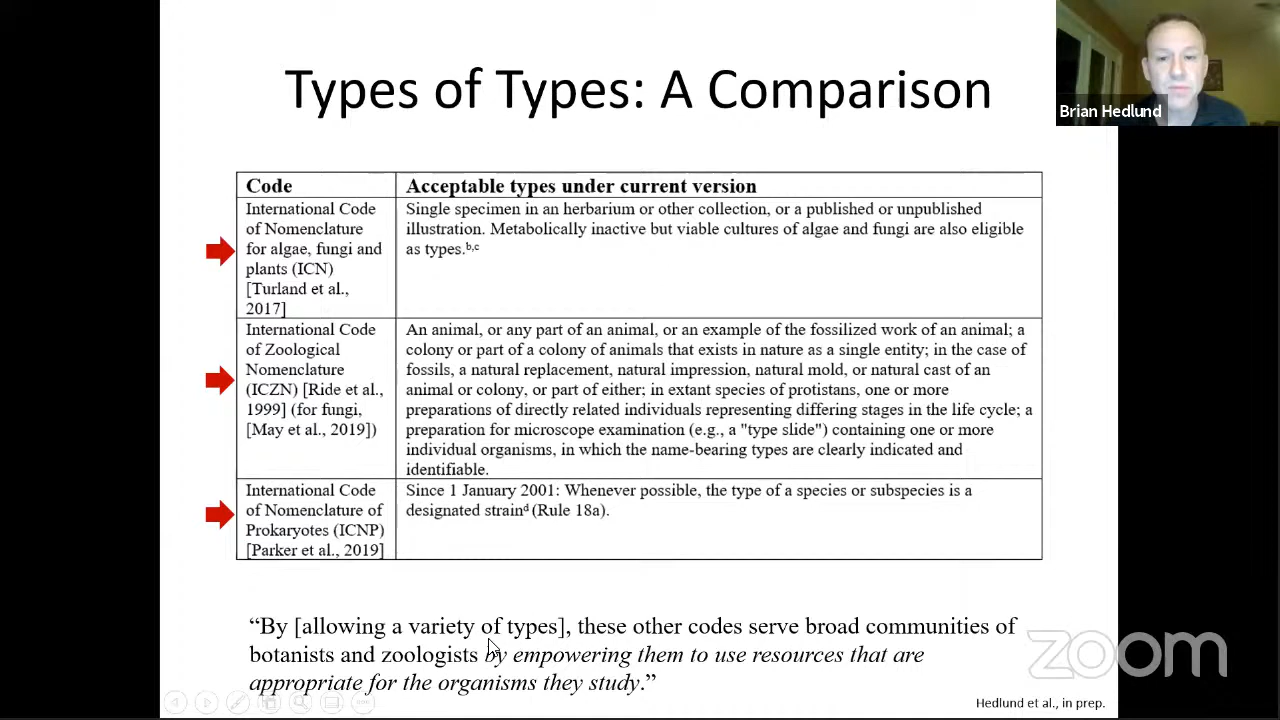 Types of Types: A Comparison
Brian Hedlund
Code
Acceptable types under current version
International Code
of Nomenclature
for algae, fungi and
plants (ICN)
[Turland et al.,
2017]
Single specimen in an herbarium or other collection, or a published or unpublished
illustration. Metabolically inactive but viable cultures of algae and fungi are also eligible
as types.b,c
International Code
of Zoological
Nomenclature
(ICZN) [Ride et al.,
1999] (for fungi,
[May et al., 2019])
An animal, or any part of an animal, or an example of the fossilized work of an animal; a
colony or part of a colony of animals that exists in nature as a single entity; in the case of
fossils, a natural replacement, natural impression, natural mold, or natural cast of an
animal or colony, or part of either; in extant species of protistans, one or more
preparations of directly related individuals representing differing stages in the life cycle; a
preparation for microscope examination (e.g., a "type slide") containing one or more
individual organisms, in which the name-bearing types are clearly indicated and
identifiable.
International Code
of Nomenclature of
Prokaryotes (ICNP)
[Parker et al., 2019]
Since 1 January 2001: Whenever possible, the type of a species or subspecies is a
designated straind (Rule 18a).
“By [allowing a variety of types], these other codes serve broad communities of
botanists and zoologists by empowering them to use resources that are
appropriate for the organisms they study.”
zoom
Hedlund et al., in prep.